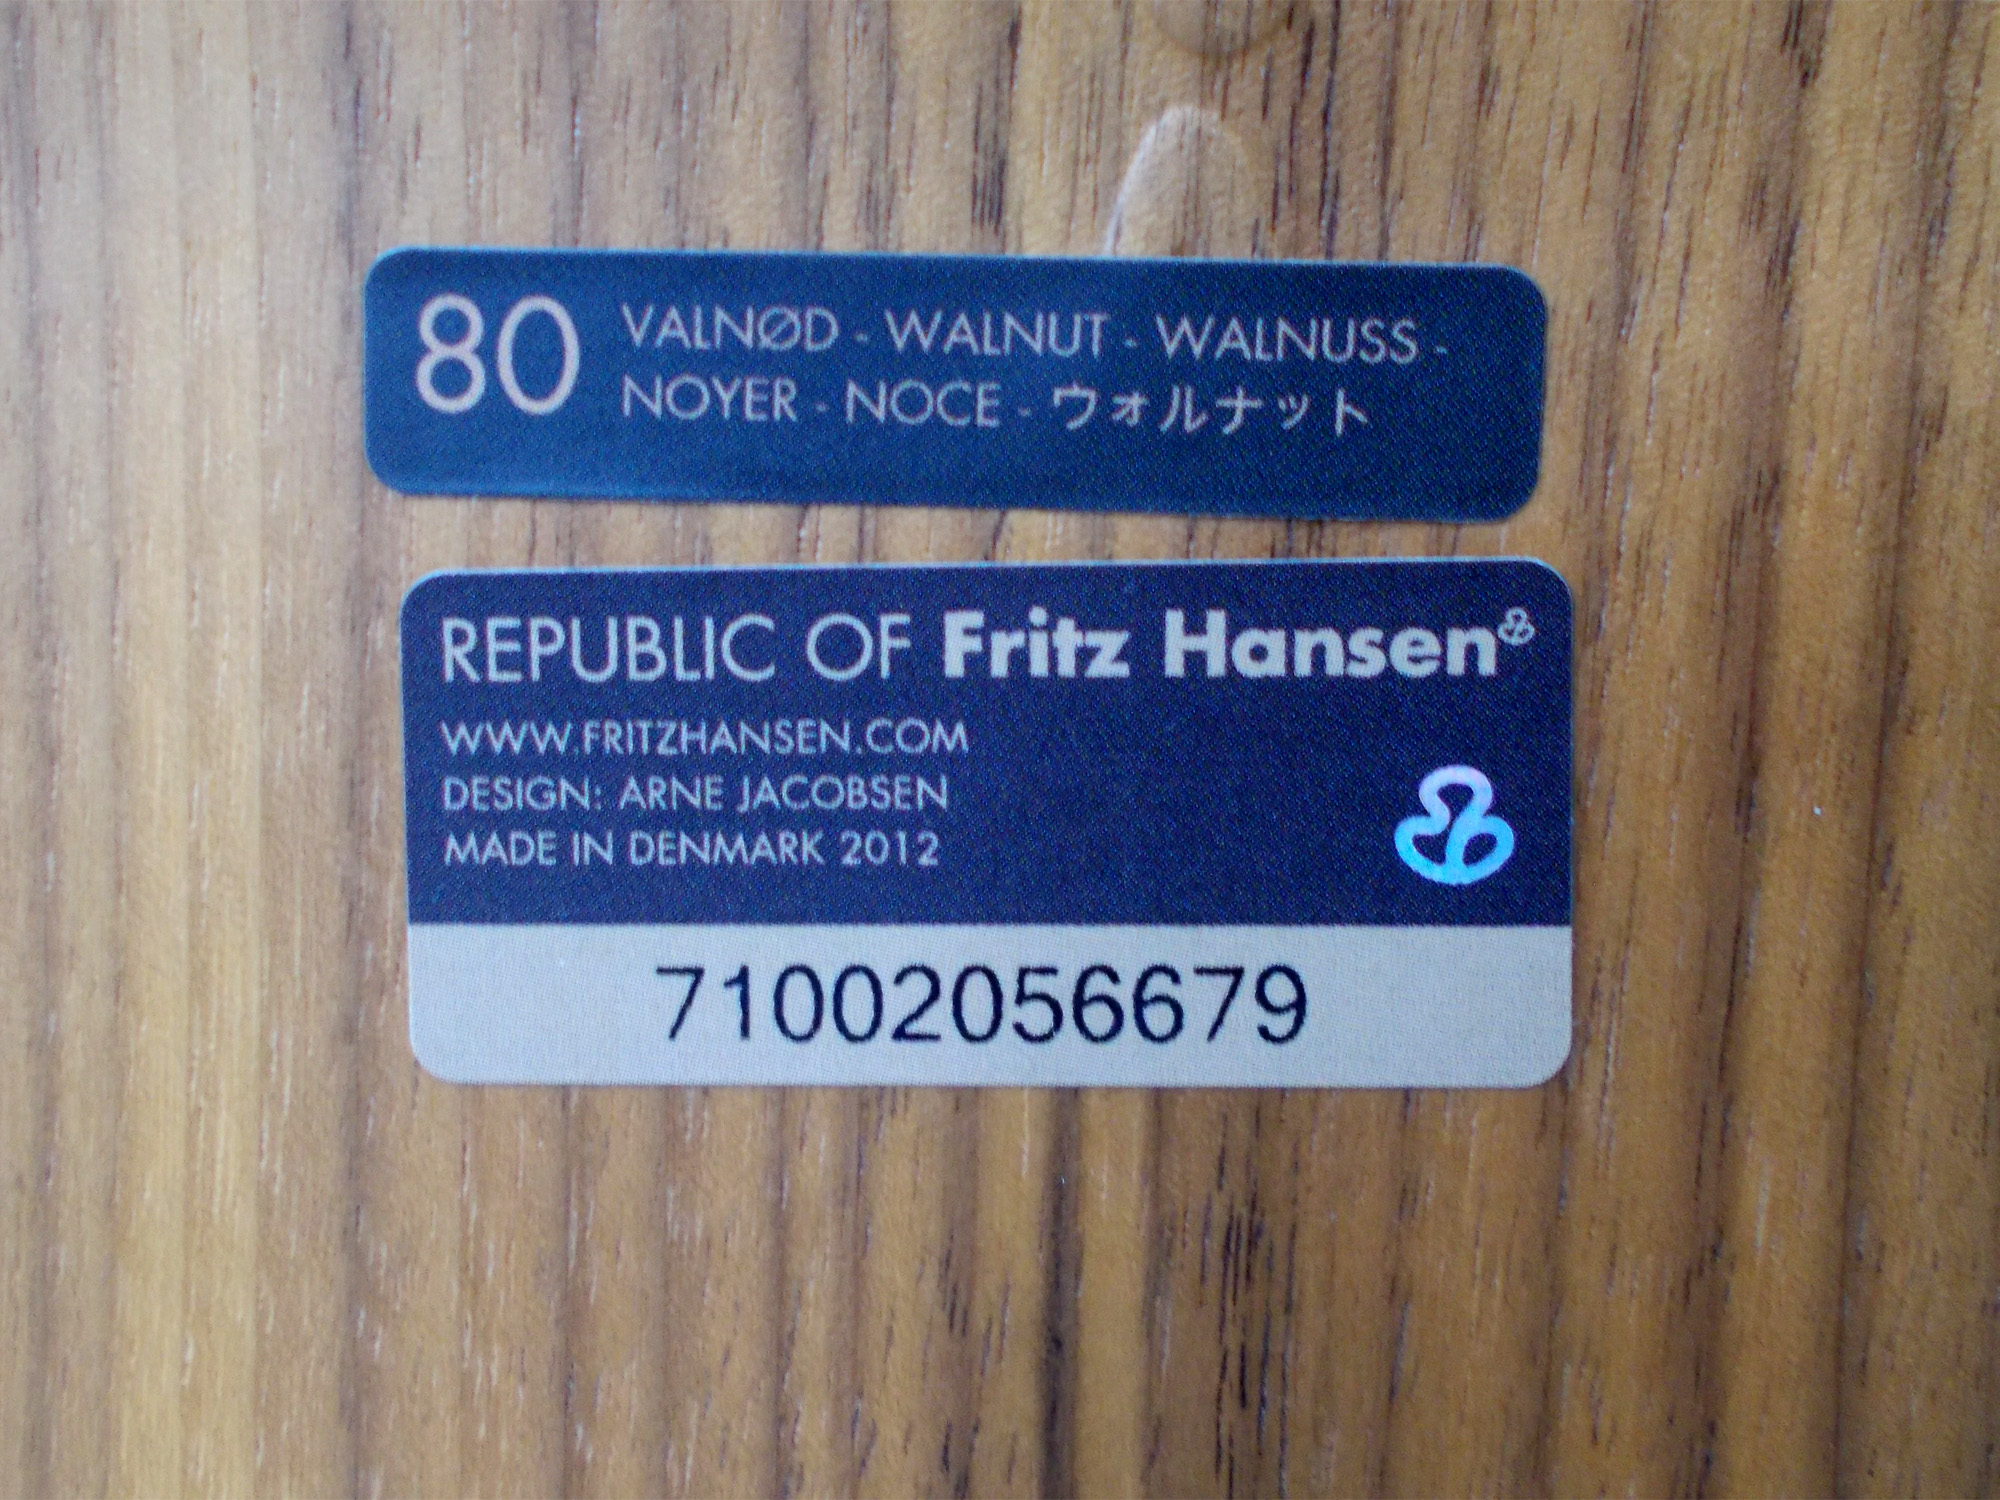 80 VALNØD - WALNUT - WALNUSS -
NOYER - NOCE - ウォルナット
REPUBLIC OF Fritz Hansen
WWW.FRITZHANSEN.COM
DESIGN: ARNE JACOBSEN
MADE IN DENMARK 2012
71002056679